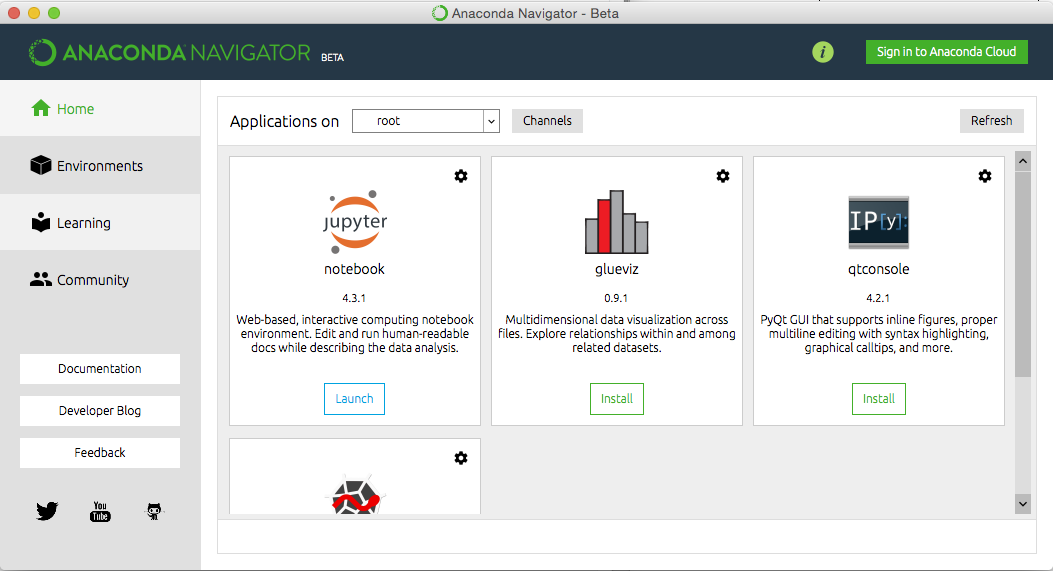 Anaconda Navigator - Beta
ANACONDA NAVIGATOR BETA
i
Sign in to Anaconda Cloud
Home
Environments
Learning
Community
Documentation
Developer Blog
Feedback
You
Tube
Applications on
root
Channels
Refresh
jupyter
notebook
4.3.1
Web-based, interactive computing notebook
environment. Edit and run human-readable
docs while describing the data analysis.
Launch
glueviz
0.9.1
Multidimensional data visualization across
files. Explore relationships within and among
related datasets.
Install
IP[y]:
qtconsole
4.2.1
PyQt GUI that supports inline figures, proper
multiline editing with syntax highlighting,
graphical calltips, and more.
Install